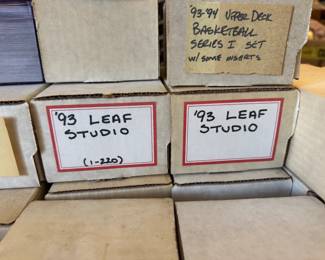 '93-'94 UPPER DECK
BASKETBALL
SERIES I SET
W/ SOME INSERTS
'93 LEAF
STUDIO
(1-220)
'93 LEAF
STUDIO